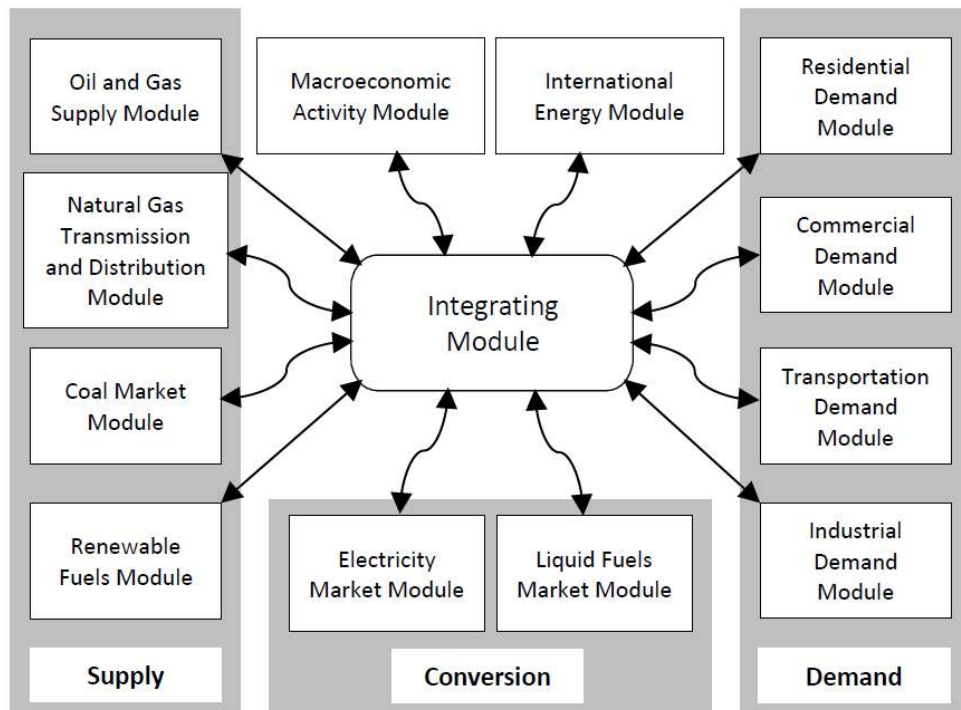 Oil and Gas
Supply Module
Macroeconomic
Activity Module
International
Energy Module
Residential
Demand
Module
Natural Gas
Transmission
and Distribution
Module
Commercial
Demand
Module
Integrating
Module
Coal Market
Module
Transportation
Demand
Module
Renewable
Fuels Module
Electricity
Market Module
Liquid Fuels
Market Module
Industrial
Demand
Module
Supply
Conversion
Demand